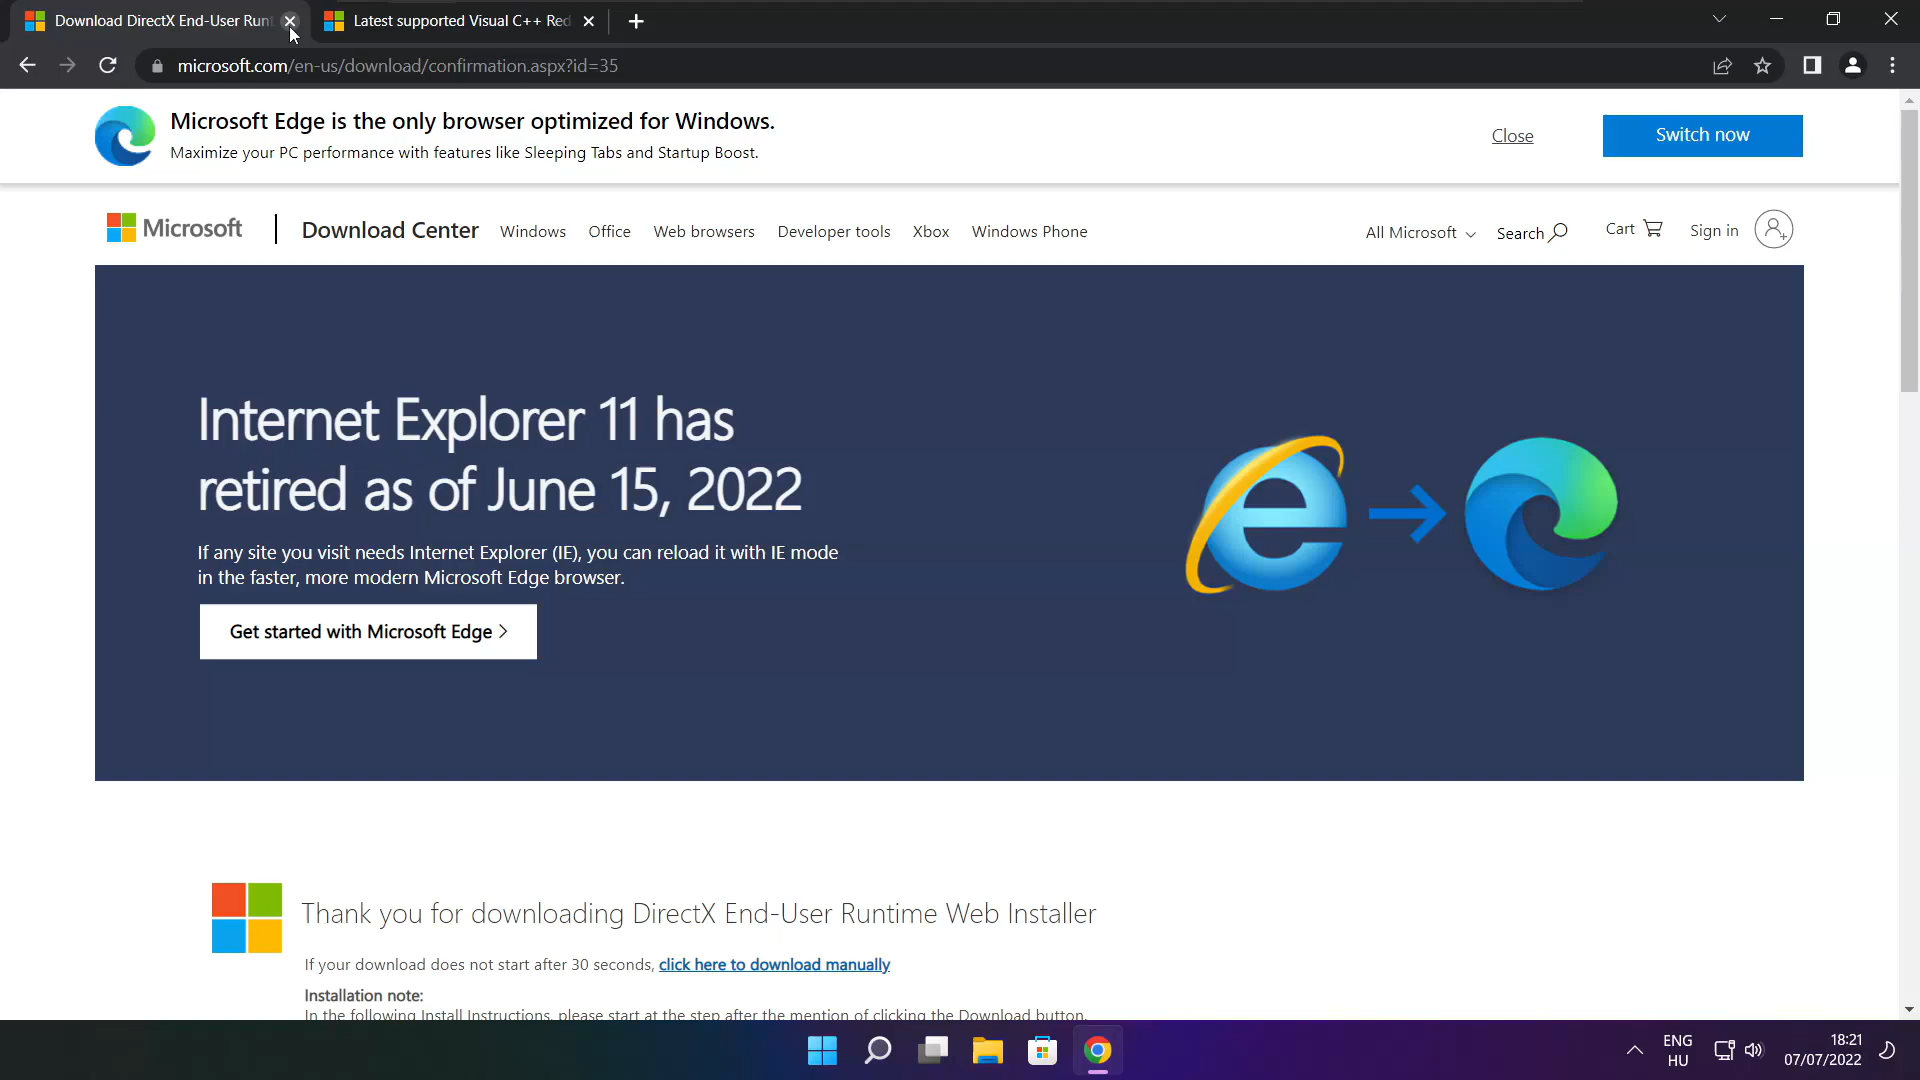 Download DirectX End-User Runt
Latest supported Visual C++ Red
microsoft.com/en-us/download/confirmation.aspx?id=35
Microsoft Edge is the only browser optimized for Windows.
Maximize your PC performance with features like Sleeping Tabs and Startup Boost.
Close
Switch now
Microsoft
Download Center
Windows
Office
Web browsers
Developer tools
Xbox
Windows Phone
All Microsoft
Search
Cart
Sign in
Internet Explorer 11 has
retired as of June 15, 2022
If any site you visit needs Internet Explorer (IE), you can reload it with IE mode
in the faster, more modern Microsoft Edge browser.
Get started with Microsoft Edge >
Thank you for downloading DirectX End-User Runtime Web Installer
If your download does not start after 30 seconds, click here to download manually
Installation note:
In the following Install Instructions, please start at the step after the mention of clicking the Download button.
ENG
HU
18:21
07/07/2022